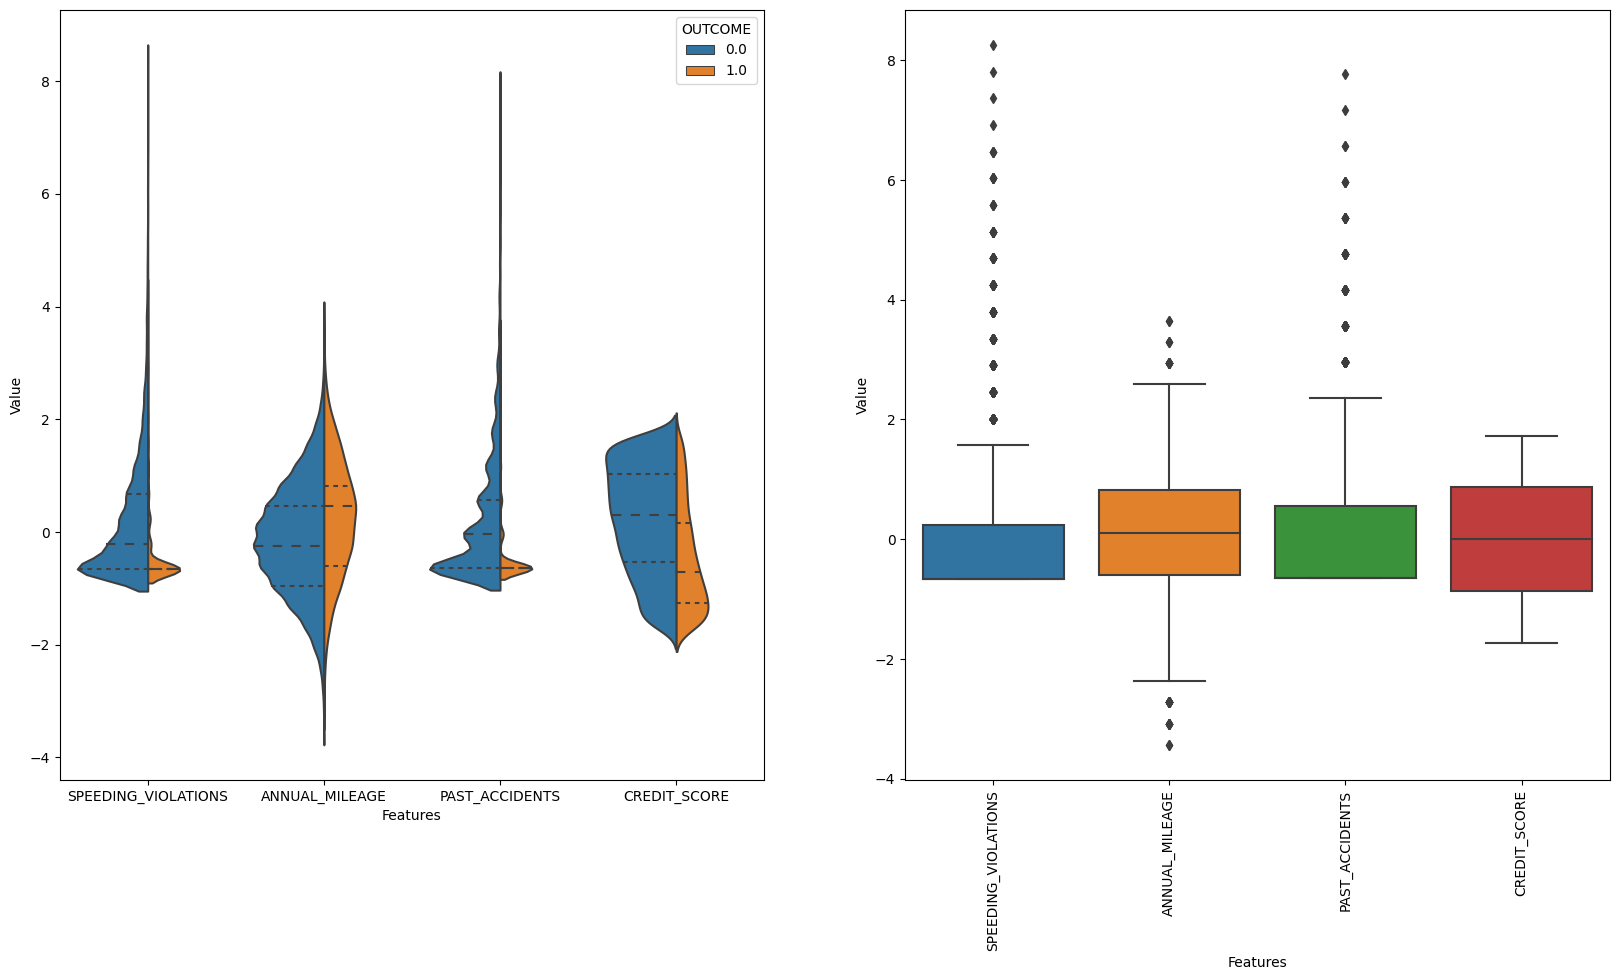 OUTCOME
0.0
1.0
8
6
4
2
0
−2
−4
Value
SPEEDING_VIOLATIONS
ANNUAL_MILEAGE
PAST_ACCIDENTS
CREDIT_SCORE
Features
8
6
4
2
0
−2
−4
Value
SPEEDING_VIOLATIONS
ANNUAL_MILEAGE
PAST_ACCIDENTS
CREDIT_SCORE
Features